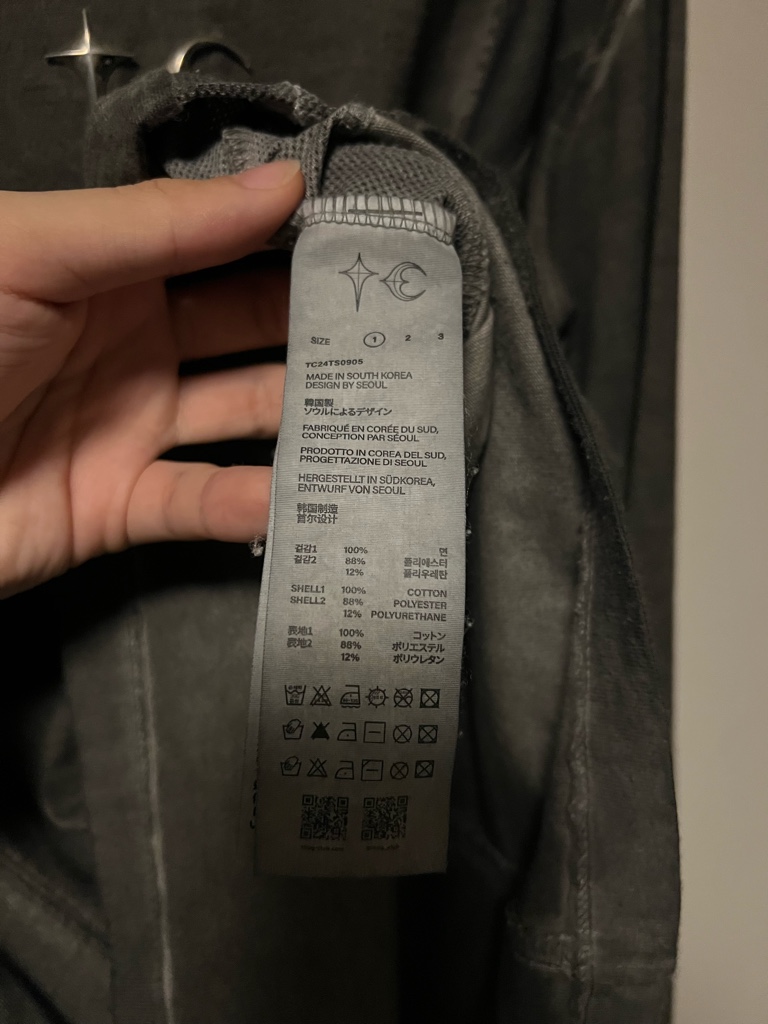 SIZE 1 2 3
TC24TS0905
MADE IN SOUTH KOREA
DESIGN BY SEOUL
韓国製
ソウルによるデザイン
FABRIQUÉ EN CORÉE DU SUD,
CONCEPTION PAR SÉOUL
PRODOTTO IN COREA DEL SUD,
PROGETTAZIONE DI SEOUL
HERGESTELLT IN SÜDKOREA,
ENTWURF VON SEOUL
韩国制造
首尔设计
겉감1 100% 면
겉감2 88% 폴리에스터
12% 폴리우레탄
SHELL1 100% COTTON
SHELL2 88% POLYESTER
12% POLYURETHANE
表地1 100% コットン
表地2 88% ポリエステル
12% ポリウレタン